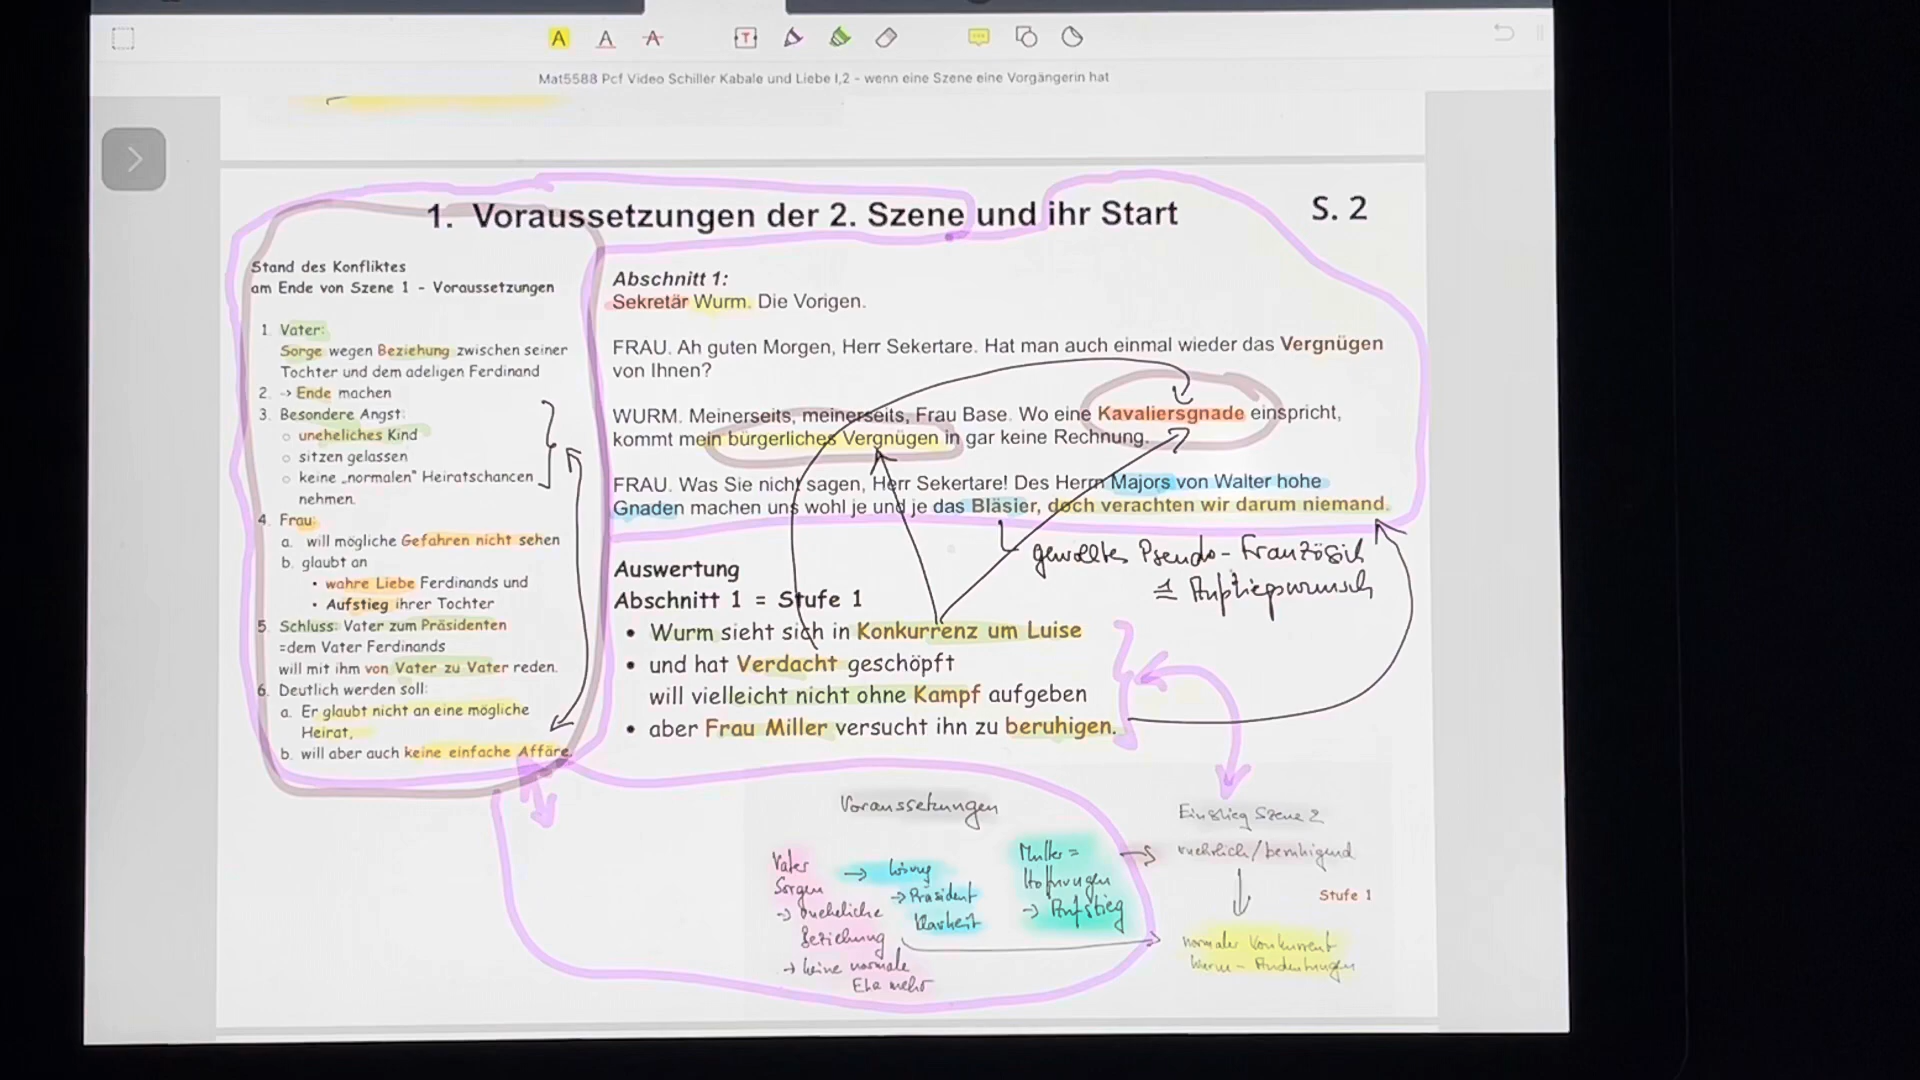 Mat5588 Pcf Video Schiller Kabale und Liebe I,2 - wenn eine Szene eine Vorgängerin hat
1. Voraussetzungen der 2. Szene und ihr Start
S. 2
Stand des Konfliktes
am Ende von Szene 1 - Voraussetzungen
1. Vater:
Sorge wegen Beziehung zwischen seiner
Tochter und dem adeligen Ferdinand
2. -> Ende machen
3. Besondere Angst:
○ uneheliches Kind
○ sitzen gelassen
○ keine „normalen" Heiratschancen
nehmen.
4. Frau:
a. will mögliche Gefahren nicht sehen
b. glaubt an
• wahre Liebe Ferdinands und
• Aufstieg ihrer Tochter
5. Schluss: Vater zum Präsidenten
=dem Vater Ferdinands
will mit ihm von Vater zu Vater reden.
6. Deutlich werden soll:
a. Er glaubt nicht an eine mögliche
Heirat,
b. will aber auch keine einfache Affäre.
Abschnitt 1:
Sekretär Wurm. Die Vorigen.
FRAU. Ah guten Morgen, Herr Sekertare. Hat man auch einmal wieder das Vergnügen
von Ihnen?
WURM. Meinerseits, meinerseits, Frau Base. Wo eine Kavaliersgnade einspricht,
kommt mein bürgerliches Vergnügen in gar keine Rechnung.
FRAU. Was Sie nicht sagen, Herr Sekertare! Des Herrn Majors von Walter hohe
Gnaden machen uns wohl je und je das Bläsier, doch verachten wir darum niemand.
gewolltes Pseudo-Französisch
Auswertung
Abschnitt 1 = Stufe 1
• Wurm sieht sich in Konkurrenz um Luise
• und hat Verdacht geschöpft
will vielleicht nicht ohne Kampf aufgeben
• aber Frau Miller versucht ihn zu beruhigen.
Voraussetzungen
Vater
Sorgen
-> uneheliche
Beziehung
-> keine normale
Ehe mehr
-> Lösung
-> Präsident
Klarheit
Mutter =
Hoffnungen
-> Aufstieg
Einstieg Szene 2
/beruhigend
Stufe 1
normaler Konkurrent
Wurm - Andeutungen